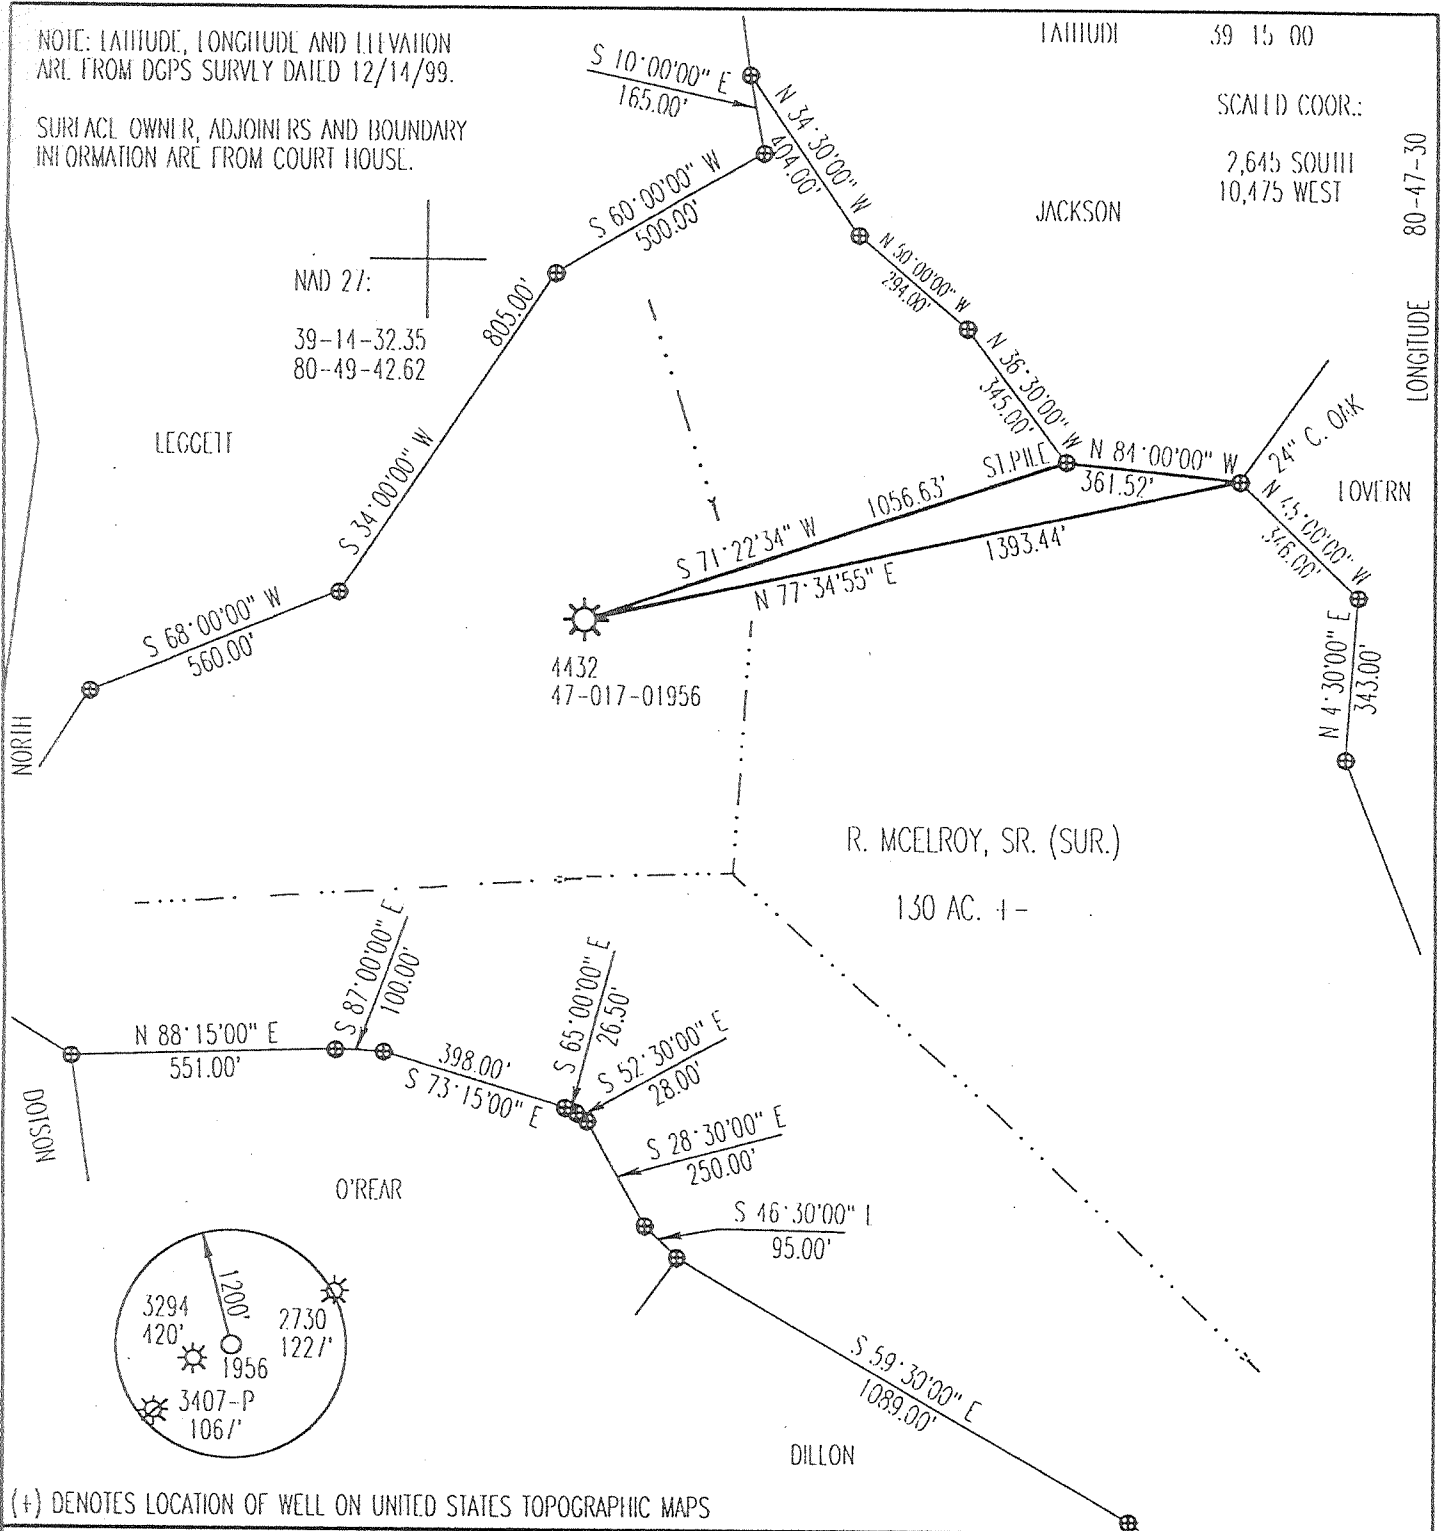 NOTE: LATITUDE, LONGITUDE AND ELEVATION
ARE FROM DGPS SURVEY DATED 12/14/99.
SURFACE OWNER, ADJOINERS AND BOUNDARY
INFORMATION ARE FROM COURT HOUSE.
LATITUDE 39 15 00
SCALED COOR.:
2,645 SOUTH
10,475 WEST
LONGITUDE 80-47-30
S 10°00'00" E
165.00'
N 34°30'00" W
404.00'
S 60°00'00" W
500.00'
JACKSON
N 50°00'00" W
294.00'
NAD 27:
39-14-32.35
80-49-42.62
805.00'
S 34°00'00" W
N 36°30'00" W
345.00'
LEGGETT
ST.PILE
N 84°00'00" W
361.52'
24" C. OAK
LOVERN
N 45°00'00" W
346.00'
1056.63'
S 71°22'34" W
1393.44'
N 77°34'55" E
S 68°00'00" W
560.00'
4432
47-017-01956
N 4°30'00" E
343.00'
NORTH
R. MCELROY, SR. (SUR.)
130 AC. +-
N 88°15'00" E
551.00'
S 87°00'00" E
100.00'
398.00'
S 73°15'00" E
S 65°00'00" E
26.50'
S 52°30'00" E
28.00'
DOTSON
S 28°30'00" E
250.00'
O'REAR
S 46°30'00" E
95.00'
1200'
3294
420'
2730
1227'
1956
3407-P
1067'
S 59°30'00" E
1089.00'
DILLON
(+) DENOTES LOCATION OF WELL ON UNITED STATES TOPOGRAPHIC MAPS